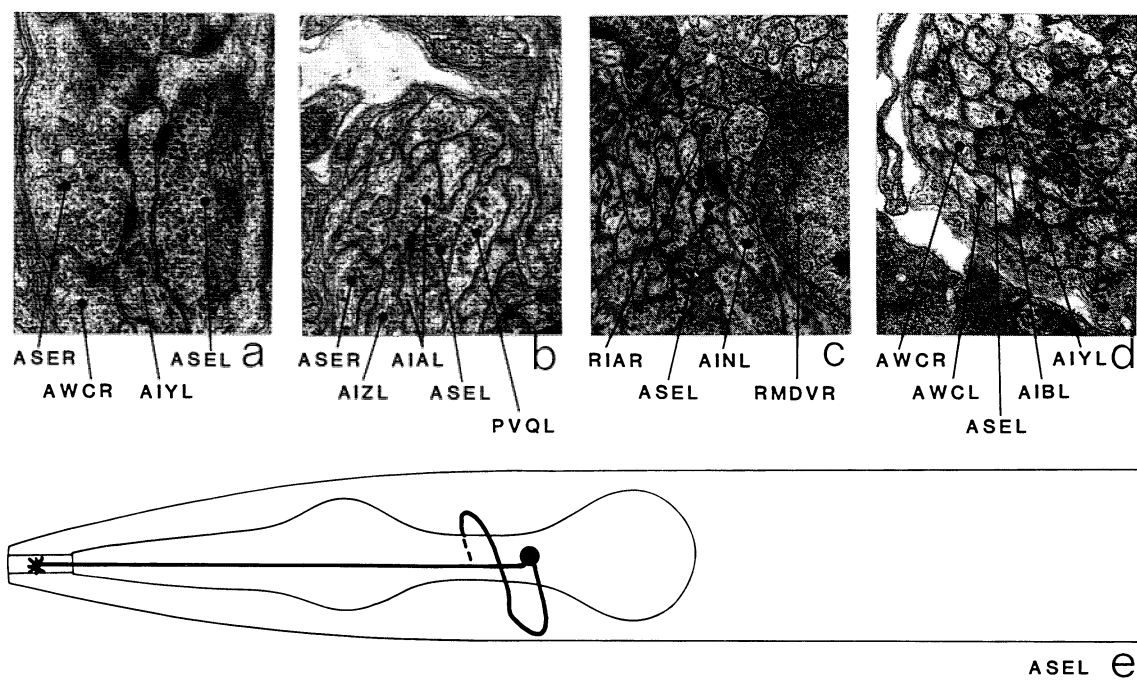 ASER ASEL a
AWCR AIYL
ASER AIAL b
AIZL ASEL
PVQL
RIAR AINL c
ASEL RMDVR
AWCR AIYL d
AWCL AIBL
ASEL
ASEL e